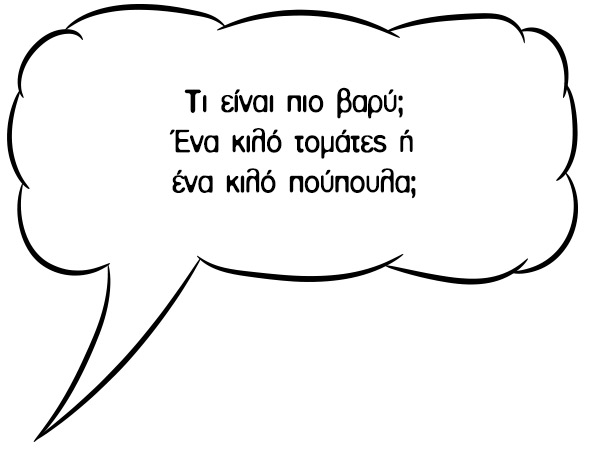 Τι είναι πιο βαρύ;
Ένα κιλό τομάτες ή
ένα κιλό πούπουλα;